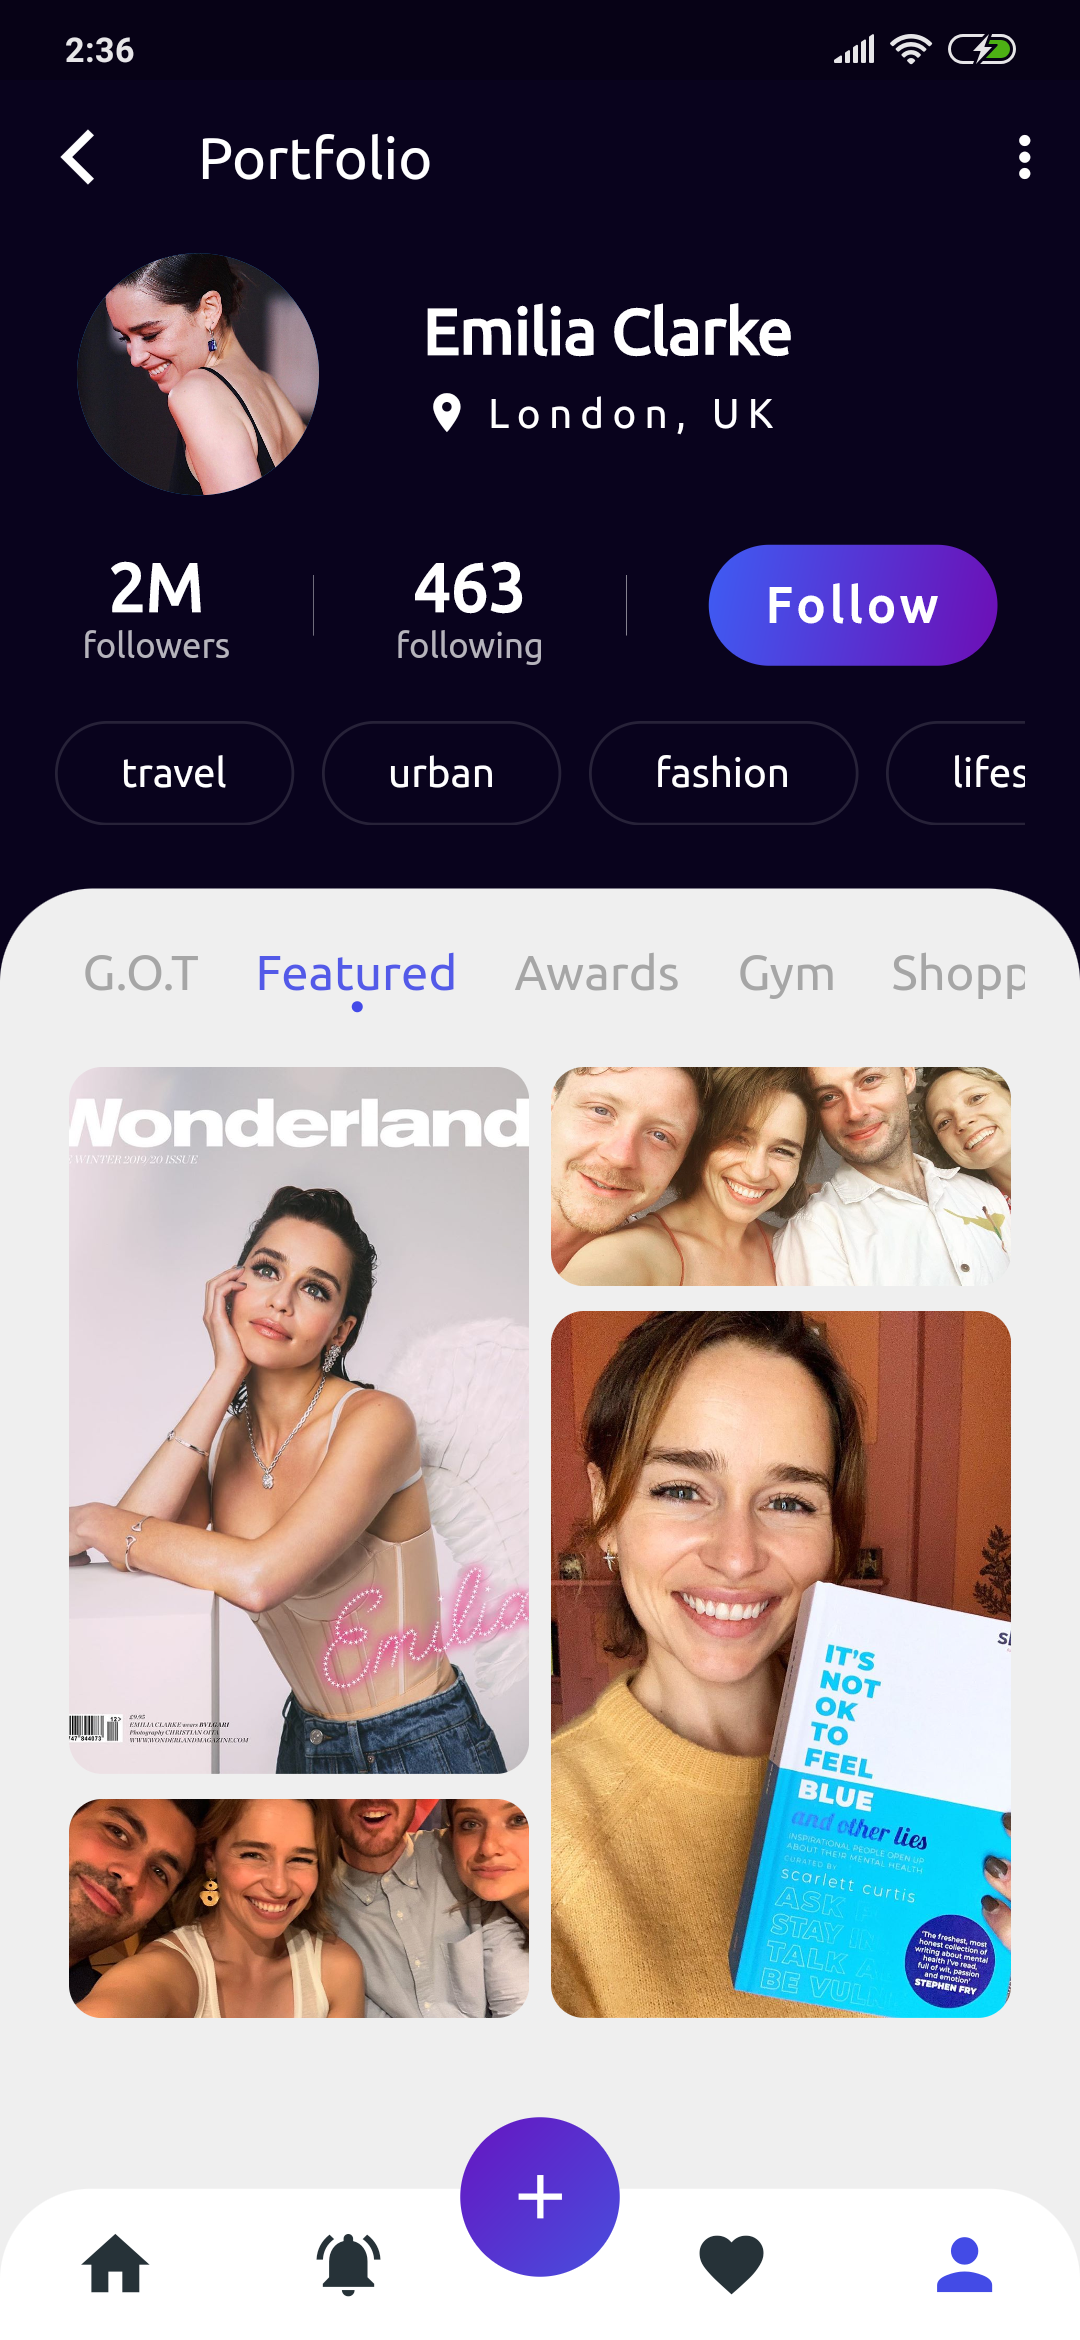 2:36
Portfolio
Emilia Clarke
London, UK
2M
followers
463
following
Follow
travel
urban
fashion
lifes
G.O.T
Featured
Awards
Gym
Shopp
Wonderland
WINTER 2019/20 ISSUE
Emilia
£9.95
EMILIA CLARKE wears BVLGARI
Photography CHRISTIAN OITA
WWW.WONDERLANDMAGAZINE.COM
IT'S
NOT
OK
TO
FEEL
BLUE
and other lies
INSPIRATIONAL PEOPLE OPEN UP
ABOUT THEIR MENTAL HEALTH
CURATED BY
scarlett curtis
ASK
STAY IN
TALK A
BE VUL
'The freshest, most
honest collection of
writing about mental
health I've read,
full of wit, passion
and emotion'
STEPHEN FRY